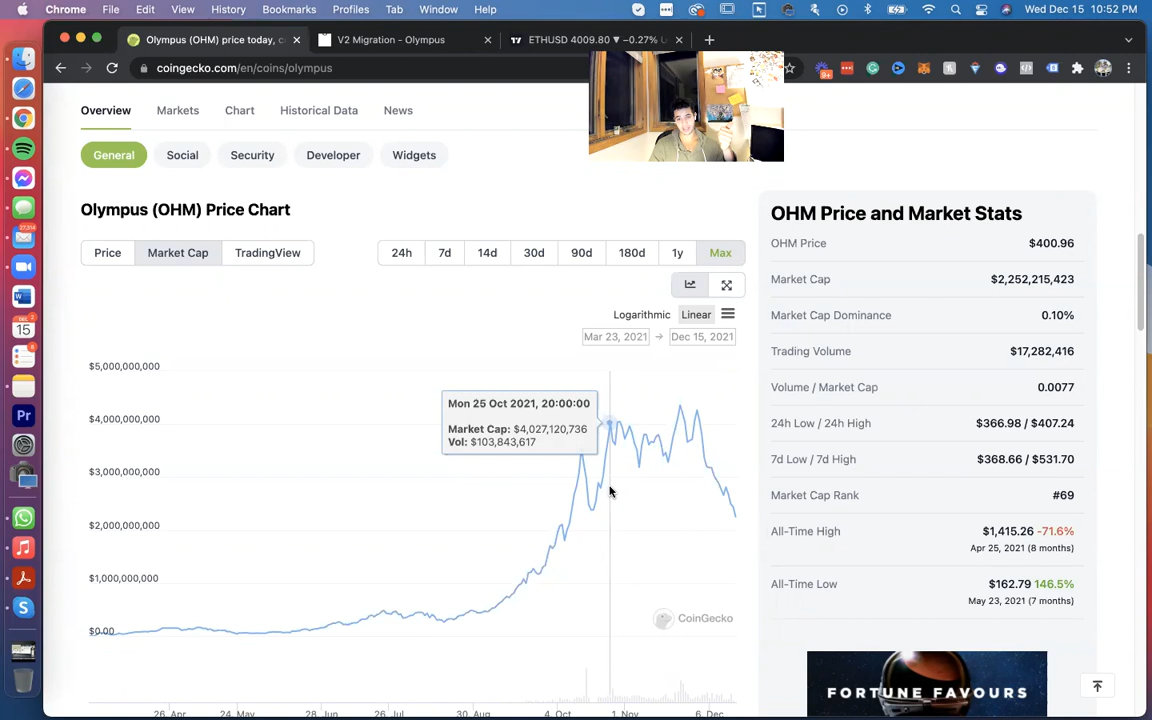 Chrome File Edit View History Bookmarks Profiles Tab Window Help Wed Dec 15 10:52 PM
Olympus (OHM) price today, c V2 Migration - Olympus ETHUSD 4009.80 ▼ −0.27%
coingecko.com/en/coins/olympus
Overview Markets Chart Historical Data News
General Social Security Developer Widgets
Olympus (OHM) Price Chart
Price Market Cap TradingView 24h 7d 14d 30d 90d 180d 1y Max
Logarithmic Linear
Mar 23, 2021 → Dec 15, 2021
$5,000,000,000
$4,000,000,000
$3,000,000,000
$2,000,000,000
$1,000,000,000
$0.00
Mon 25 Oct 2021, 20:00:00
Market Cap: $4,027,120,736
Vol: $103,843,617
CoinGecko
26. Apr 24. May 28. Jun 26. Jul 30. Aug 4. Oct 1. Nov 6. Dec
OHM Price and Market Stats
OHM Price $400.96
Market Cap $2,252,215,423
Market Cap Dominance 0.10%
Trading Volume $17,282,416
Volume / Market Cap 0.0077
24h Low / 24h High $366.98 / $407.24
7d Low / 7d High $368.66 / $531.70
Market Cap Rank #69
All-Time High $1,415.26 -71.6%
Apr 25, 2021 (8 months)
All-Time Low $162.79 146.5%
May 23, 2021 (7 months)
FORTUNE FAVOURS
DEC
15
Pr